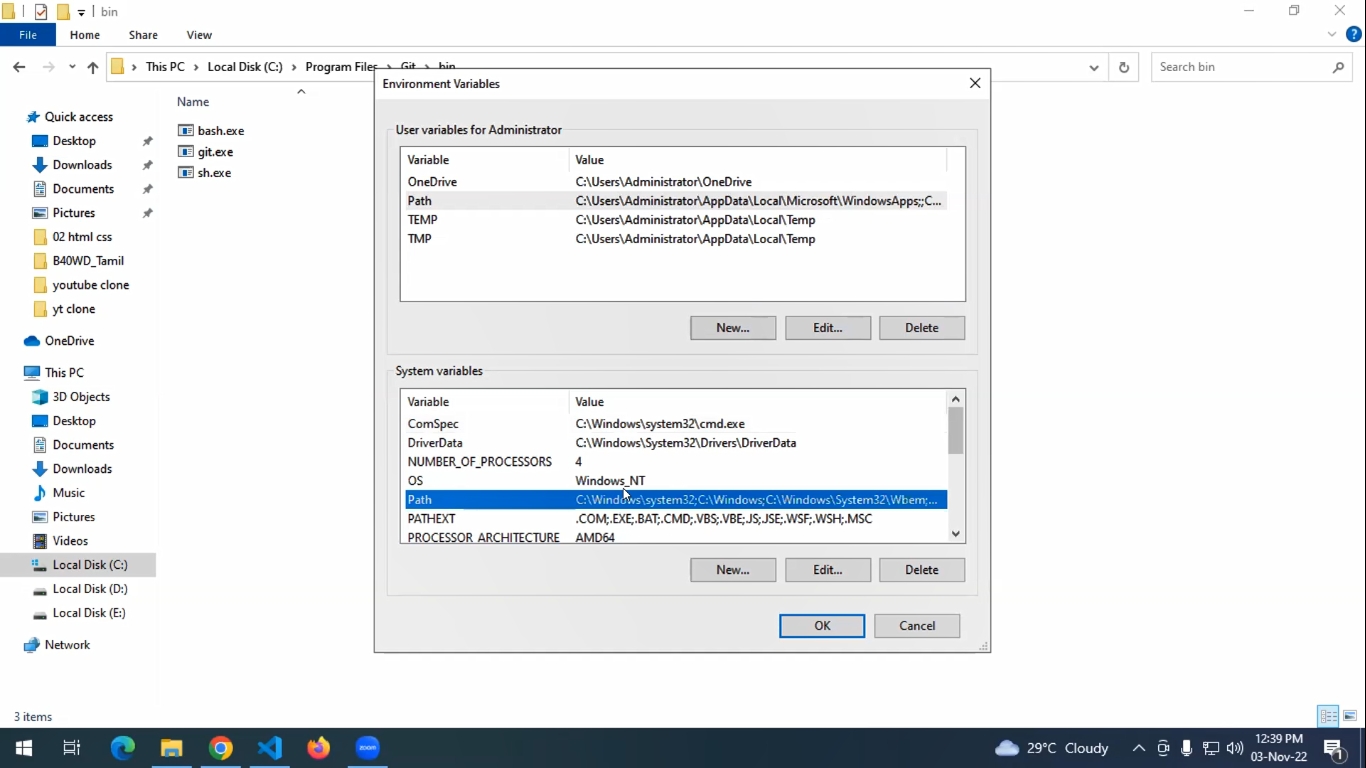 bin
File Home Share View
This PC Local Disk (C:) Program Files Git bin
Search bin
Quick access
Desktop
Downloads
Documents
Pictures
02 html css
B40WD_Tamil
youtube clone
yt clone
OneDrive
This PC
3D Objects
Desktop
Documents
Downloads
Music
Pictures
Videos
Local Disk (C:)
Local Disk (D:)
Local Disk (E:)
Network
Name
bash.exe
git.exe
sh.exe
Environment Variables
User variables for Administrator
Variable Value
OneDrive C:\Users\Administrator\OneDrive
Path C:\Users\Administrator\AppData\Local\Microsoft\WindowsApps;;C...
TEMP C:\Users\Administrator\AppData\Local\Temp
TMP C:\Users\Administrator\AppData\Local\Temp
New... Edit... Delete
System variables
Variable Value
ComSpec C:\Windows\system32\cmd.exe
DriverData C:\Windows\System32\Drivers\DriverData
NUMBER_OF_PROCESSORS 4
OS Windows_NT
Path C:\Windows\system32;C:\Windows;C:\Windows\System32\Wbem;...
PATHEXT .COM;.EXE;.BAT;.CMD;.VBS;.VBE;.JS;.JSE;.WSF;.WSH;.MSC
PROCESSOR_ARCHITECTURE AMD64
New... Edit... Delete
OK Cancel
3 items
zoom
29°C Cloudy
12:39 PM
03-Nov-22
1